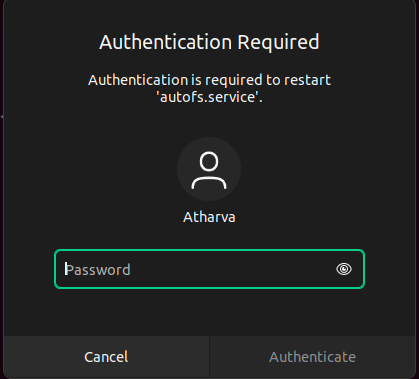 Authentication Required
Authentication is required to restart
'autofs.service'.
Atharva
Password
Cancel
Authenticate